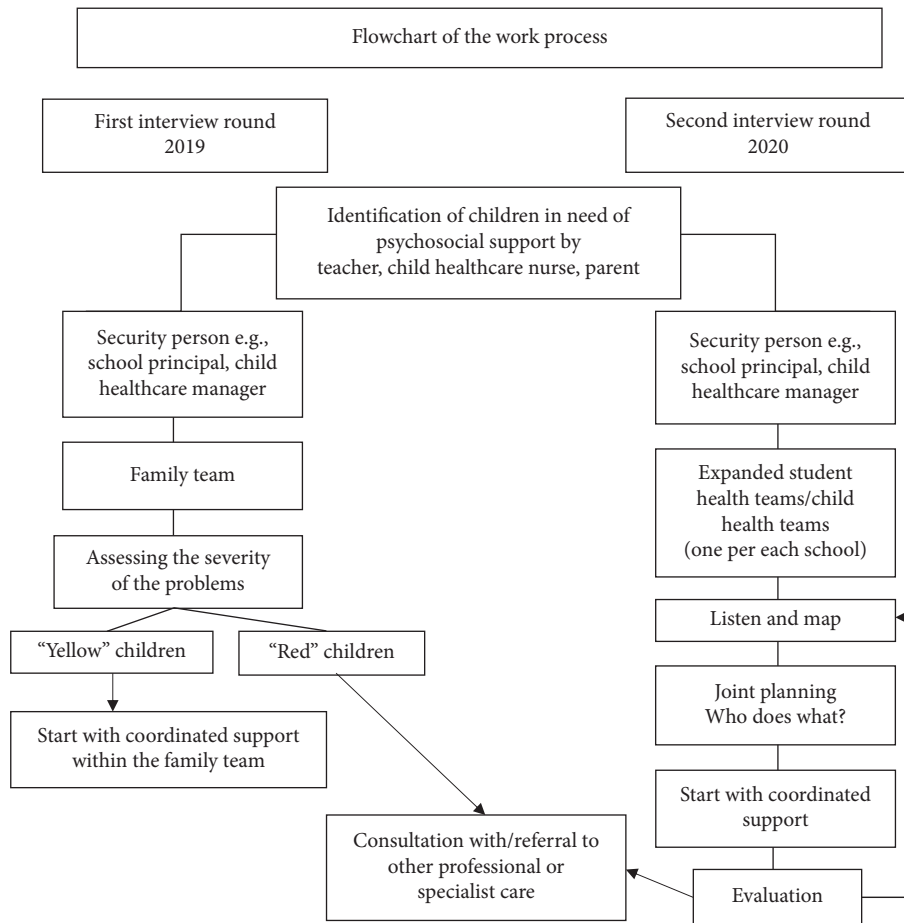 Flowchart of the work process
First interview round
2019
Second interview round
2020
Identification of children in need of
psychosocial support by
teacher, child healthcare nurse, parent
Security person e.g.,
school principal, child
healthcare manager
Family team
Assessing the severity
of the problems
“Yellow” children
“Red” children
Start with coordinated support
within the family team
Security person e.g.,
school principal, child
healthcare manager
Expanded student
health teams/child
health teams
(one per each school)
Listen and map
Joint planning
Who does what?
Start with coordinated
support
Consultation with/referral to
other professional or
specialist care
Evaluation